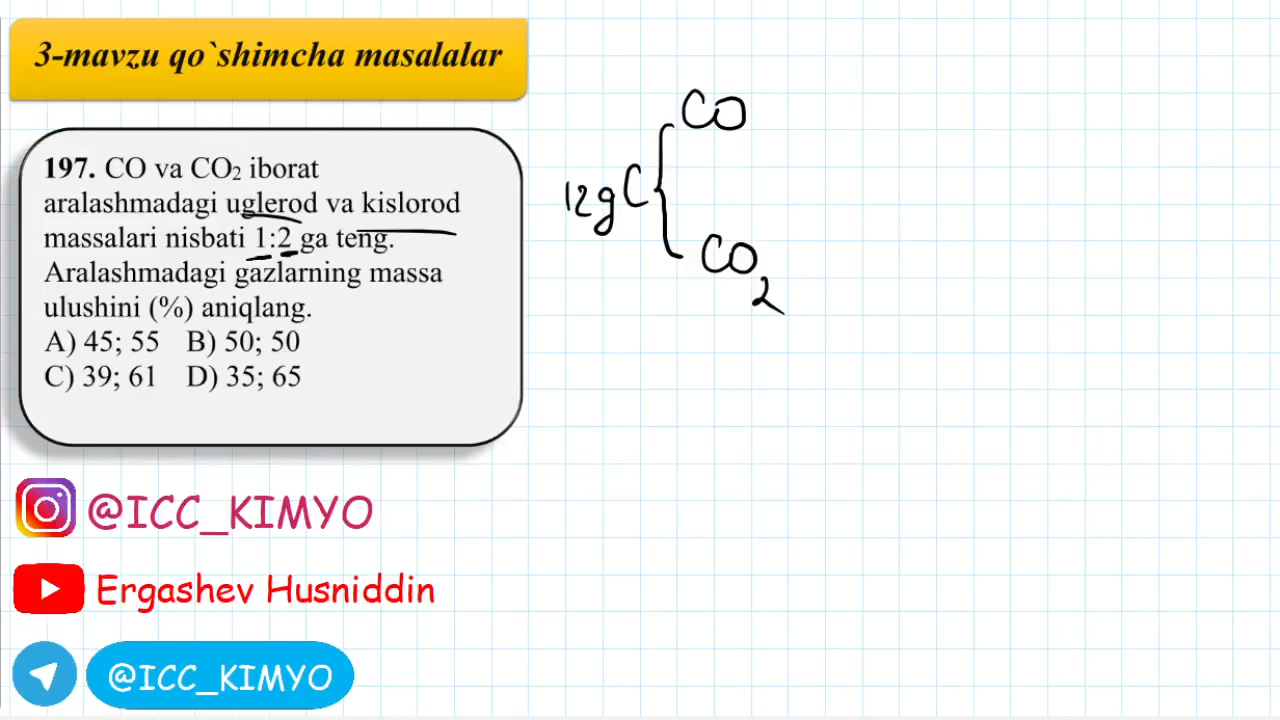 3-mavzu qo`shimcha masalalar
197. CO va CO₂ iborat
aralashmadagi uglerod va kislorod
massalari nisbati 1:2 ga teng.
Aralashmadagi gazlarning massa
ulushini (%) aniqlang.
A) 45; 55 B) 50; 50
C) 39; 61 D) 35; 65
CO
12g C
CO₂
@ICC_KIMYO
Ergashev Husniddin
@ICC_KIMYO